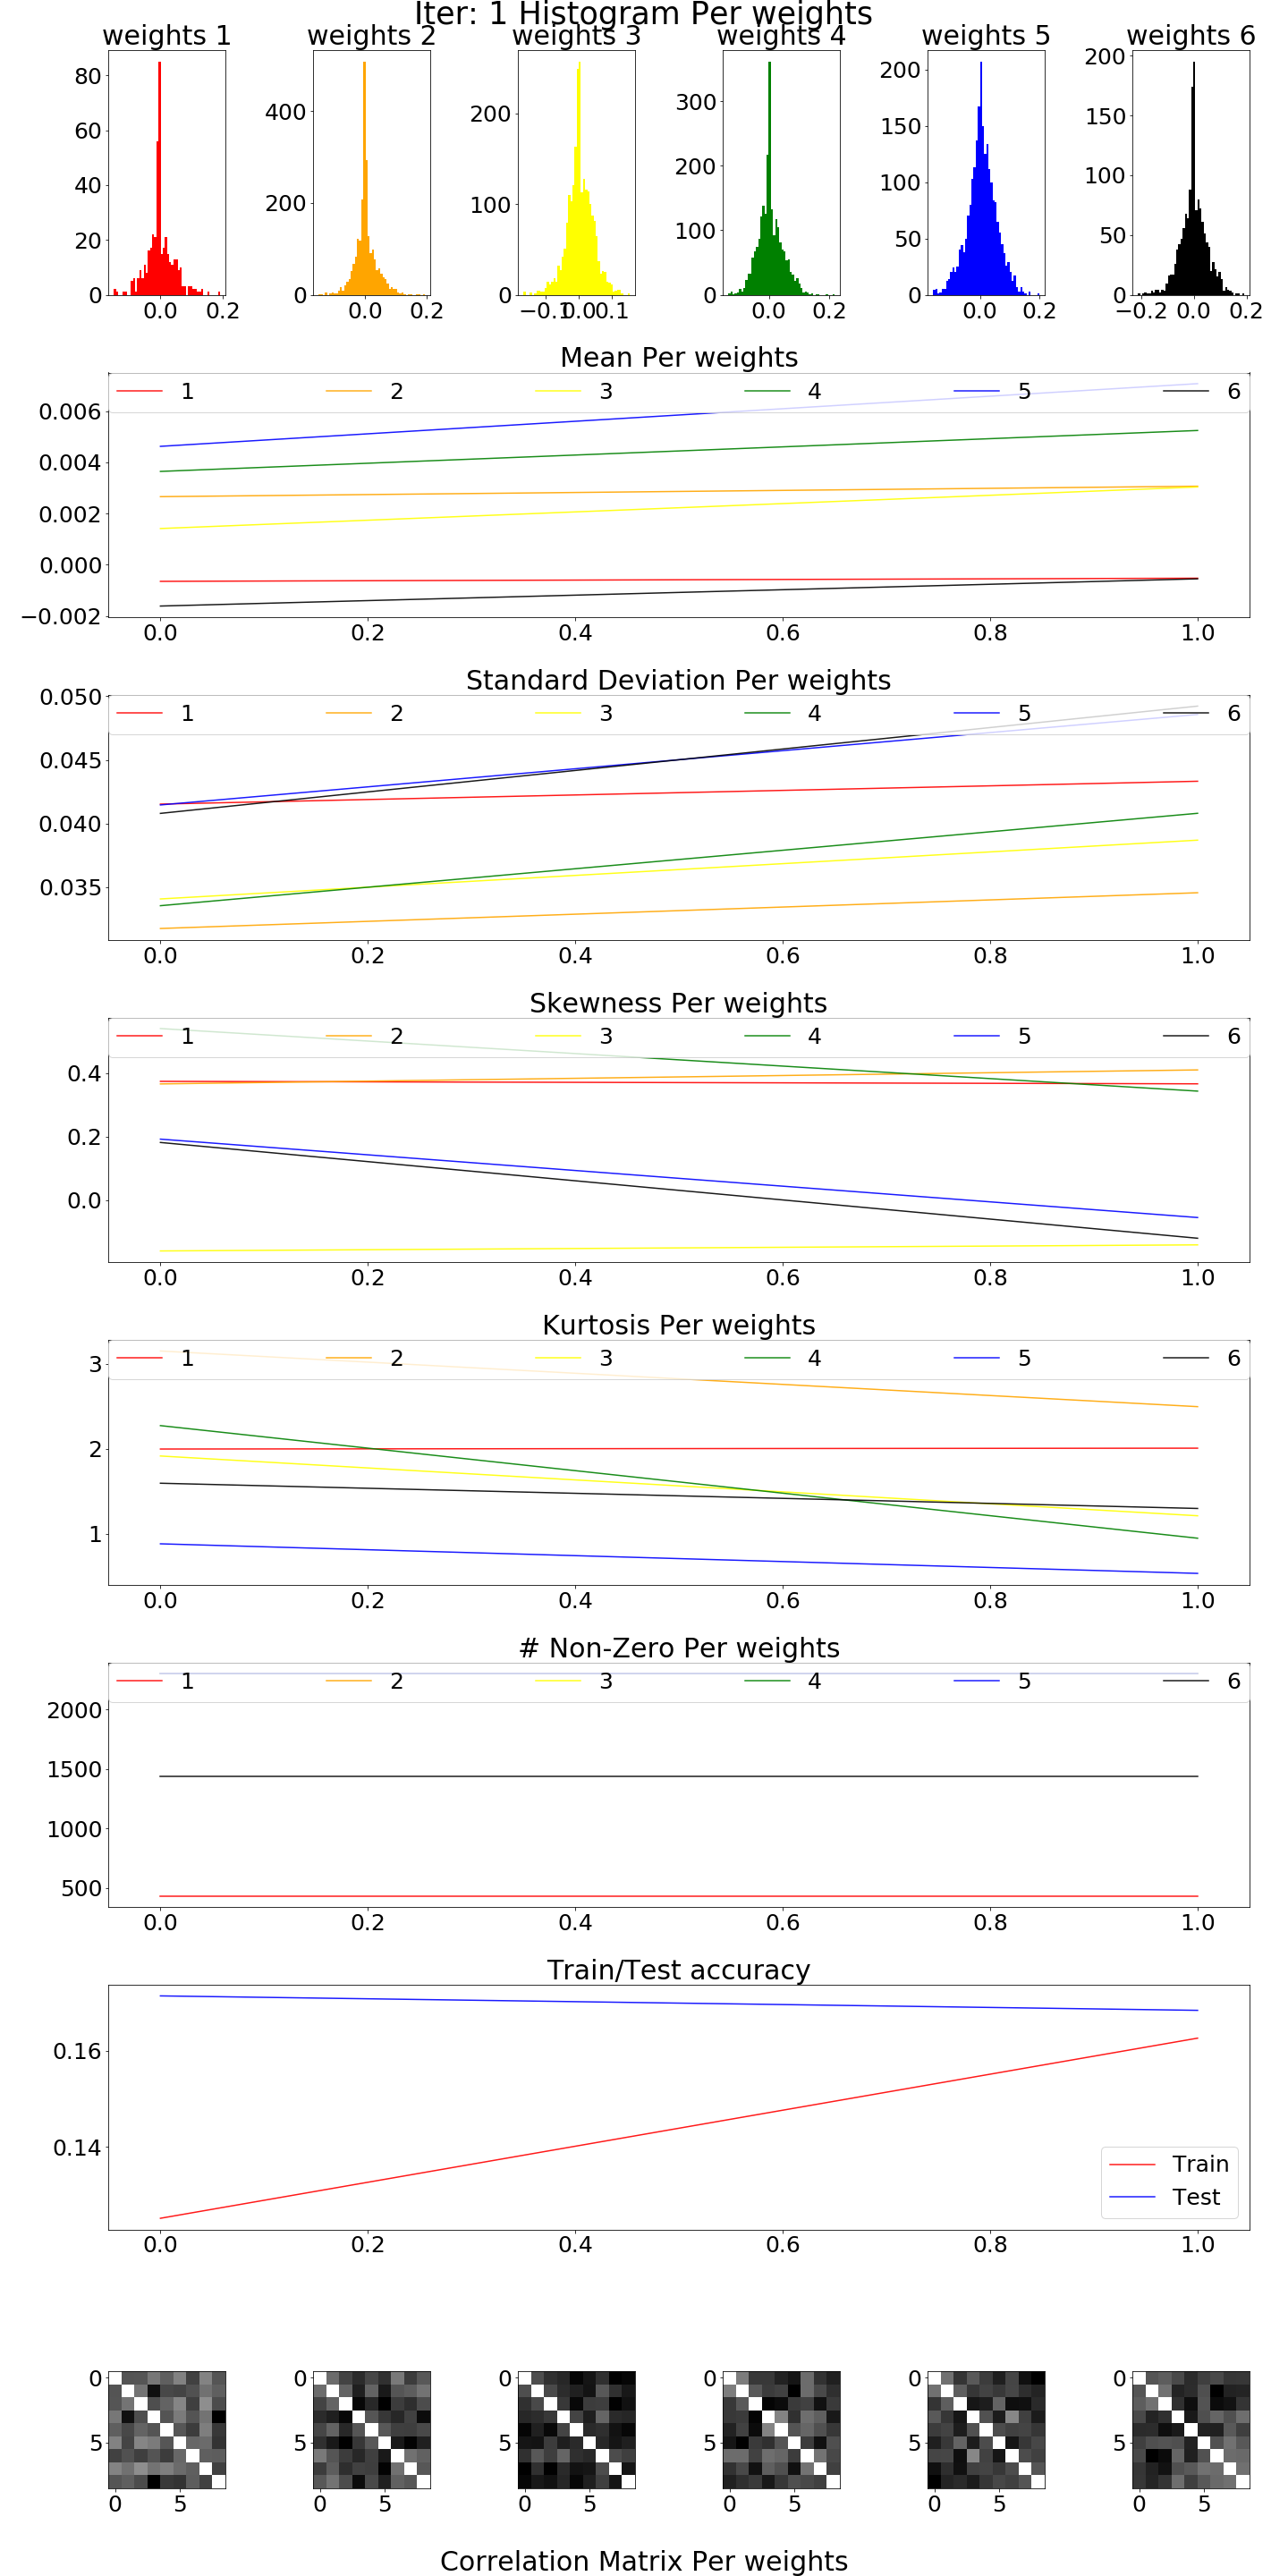 Iter: 1 Histogram Per weights
weights 1 weights 2 weights 3 weights 4 weights 5 weights 6
80
60
40
20
0
0.0 0.2
400
200
0
0.0 0.2
200
100
0
−0.1 0.0 0.1
300
200
100
0
0.0 0.2
200
150
100
50
0
0.0 0.2
200
150
100
50
0
−0.2 0.0 0.2
Mean Per weights
1 2 3 4 5 6
0.006
0.004
0.002
0.000
−0.002
0.0 0.2 0.4 0.6 0.8 1.0
Standard Deviation Per weights
1 2 3 4 5 6
0.050
0.045
0.040
0.035
0.0 0.2 0.4 0.6 0.8 1.0
Skewness Per weights
1 2 3 4 5 6
0.4
0.2
0.0
0.0 0.2 0.4 0.6 0.8 1.0
Kurtosis Per weights
1 2 3 4 5 6
3
2
1
0.0 0.2 0.4 0.6 0.8 1.0
# Non-Zero Per weights
1 2 3 4 5 6
2000
1500
1000
500
0.0 0.2 0.4 0.6 0.8 1.0
Train/Test accuracy
0.16
0.14
Train
Test
0.0 0.2 0.4 0.6 0.8 1.0
0 0 0 0 0 0
5 5 5 5 5 5
0 5 0 5 0 5 0 5 0 5 0 5
Correlation Matrix Per weights